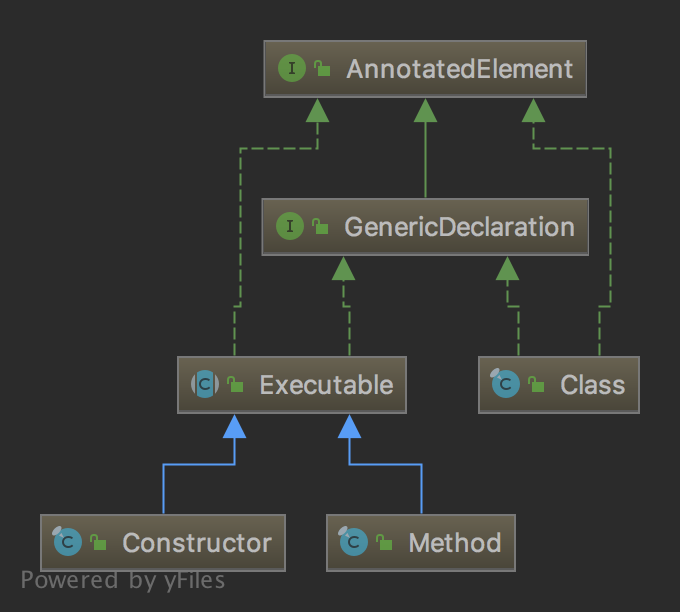 I AnnotatedElement
I GenericDeclaration
C Executable
C Class
C Constructor
C Method
Powered by yFiles